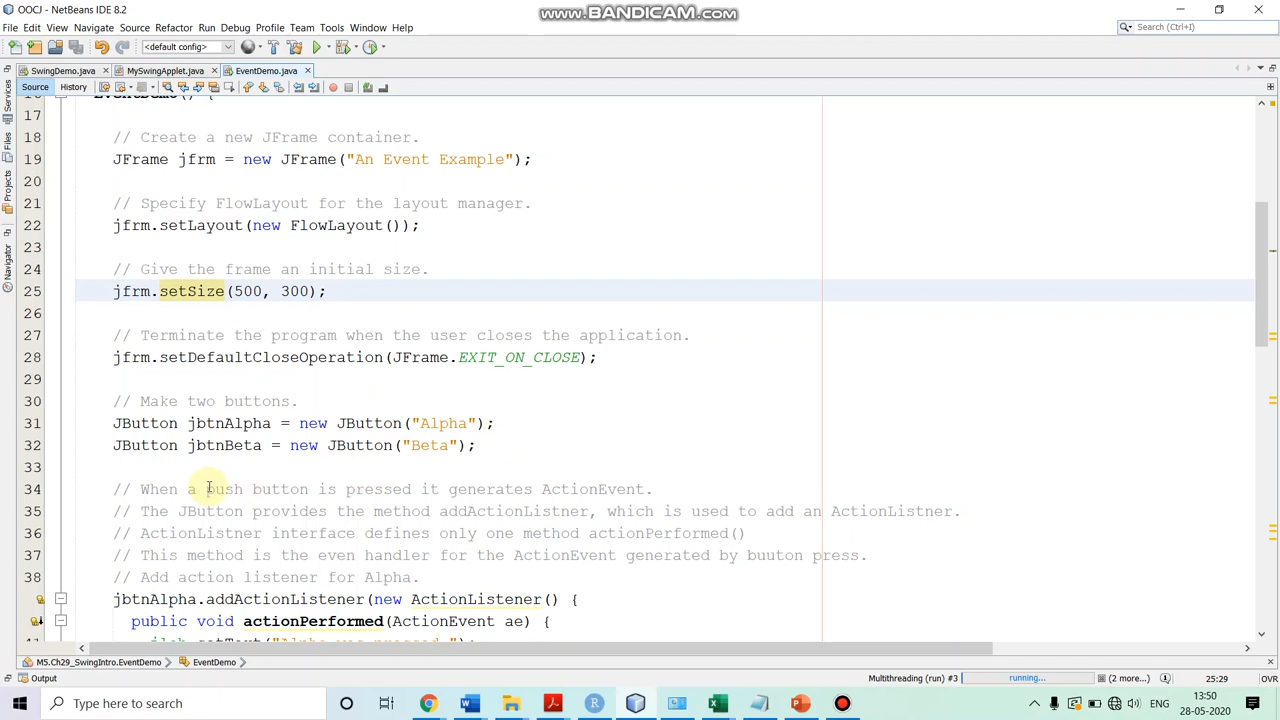 OOCJ - NetBeans IDE 8.2
www.BANDICAM.com
File Edit View Navigate Source Refactor Run Debug Profile Team Tools Window Help
Search (Ctrl+I)
<default config>
SwingDemo.java MySwingApplet.java EventDemo.java
Source History
Services
Files
Projects
Navigator
17
18 // Create a new JFrame container.
19 JFrame jfrm = new JFrame("An Event Example");
20
21 // Specify FlowLayout for the layout manager.
22 jfrm.setLayout(new FlowLayout());
23
24 // Give the frame an initial size.
25 jfrm.setSize(500, 300);
26
27 // Terminate the program when the user closes the application.
28 jfrm.setDefaultCloseOperation(JFrame.EXIT_ON_CLOSE);
29
30 // Make two buttons.
31 JButton jbtnAlpha = new JButton("Alpha");
32 JButton jbtnBeta = new JButton("Beta");
33
34 // When a push button is pressed it generates ActionEvent.
35 // The JButton provides the method addActionListner, which is used to add an ActionListner.
36 // ActionListner interface defines only one method actionPerformed()
37 // This method is the even handler for the ActionEvent generated by buuton press.
38 // Add action listener for Alpha.
jbtnAlpha.addActionListener(new ActionListener() {
public void actionPerformed(ActionEvent ae) {
M5.Ch29_SwingIntro.EventDemo EventDemo
Output
Multithreading (run) #3 running... (2 more...) 25:29 OVR
Type here to search
ENG
13:50
28-05-2020